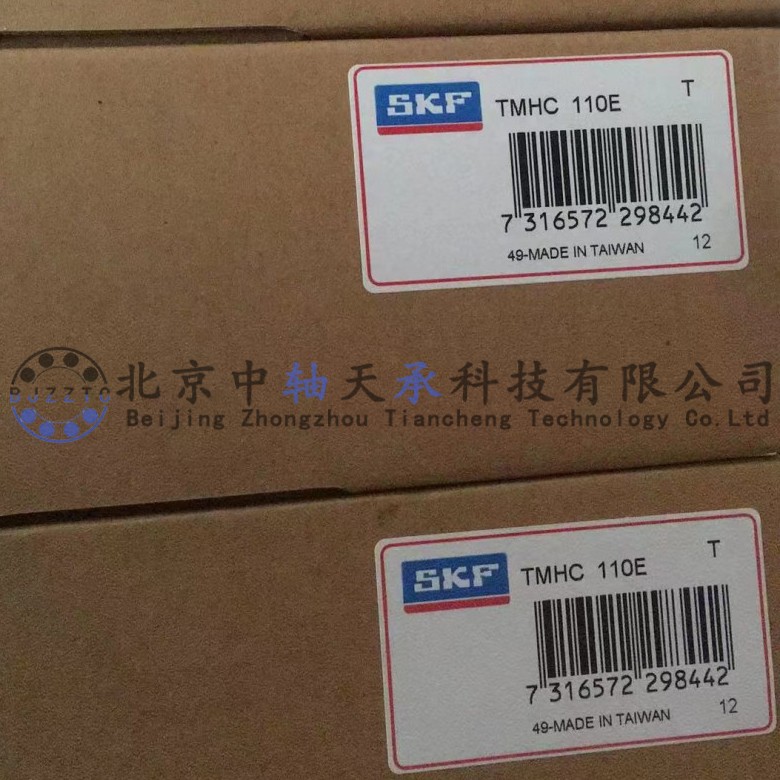 SKF TMHC 110E T
7 316572 298442
49-MADE IN TAIWAN 12
BJZZTC 北京中轴天承科技有限公司
Beijing Zhongzhou Tiancheng Technology Co.Ltd
SKF TMHC 110E T
7 316572 298442
49-MADE IN TAIWAN 12